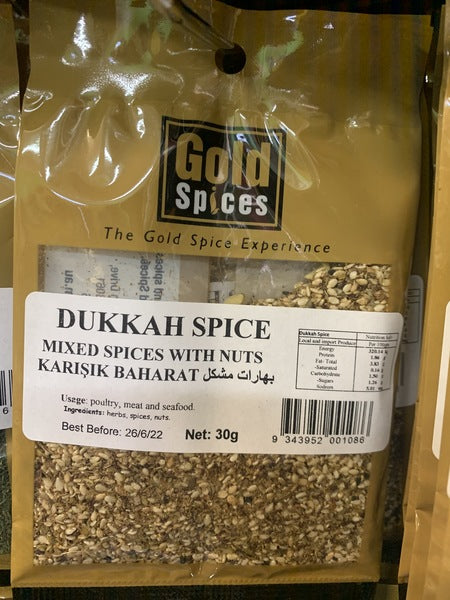 Gold
Spices
The Gold Spice Experience
DUKKAH SPICE
MIXED SPICES WITH NUTS
KARIŞIK BAHARAT بهارات مشكل
Usage: poultry, meat and seafood.
Ingredients: herbs, spices, nuts.
Best Before: 26/6/22 Net: 30g
Dukkah Spice
Local and import Produce
Energy
Protein
Fat- Total
-Saturated
Carbohydrate
-Sugars
Sodium
9 343952 001086